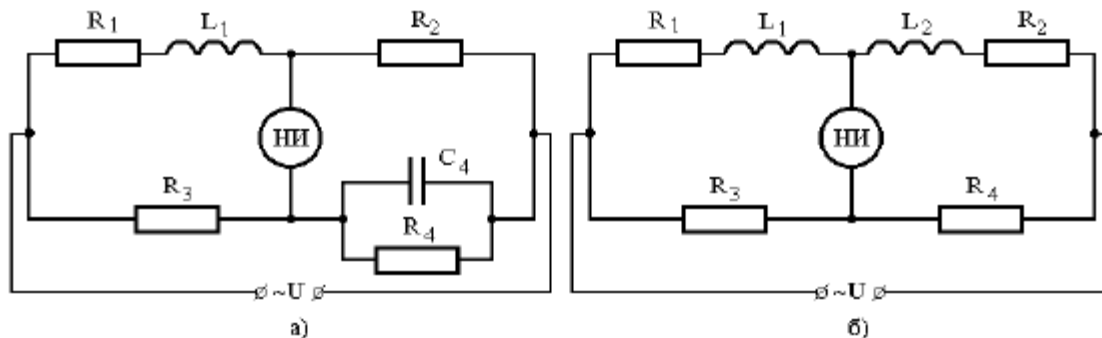 R₁ L₁ R₂
НИ
C₄
R₃
R₄
~U
а)
R₁ L₁ L₂ R₂
НИ
R₃ R₄
~U
б)